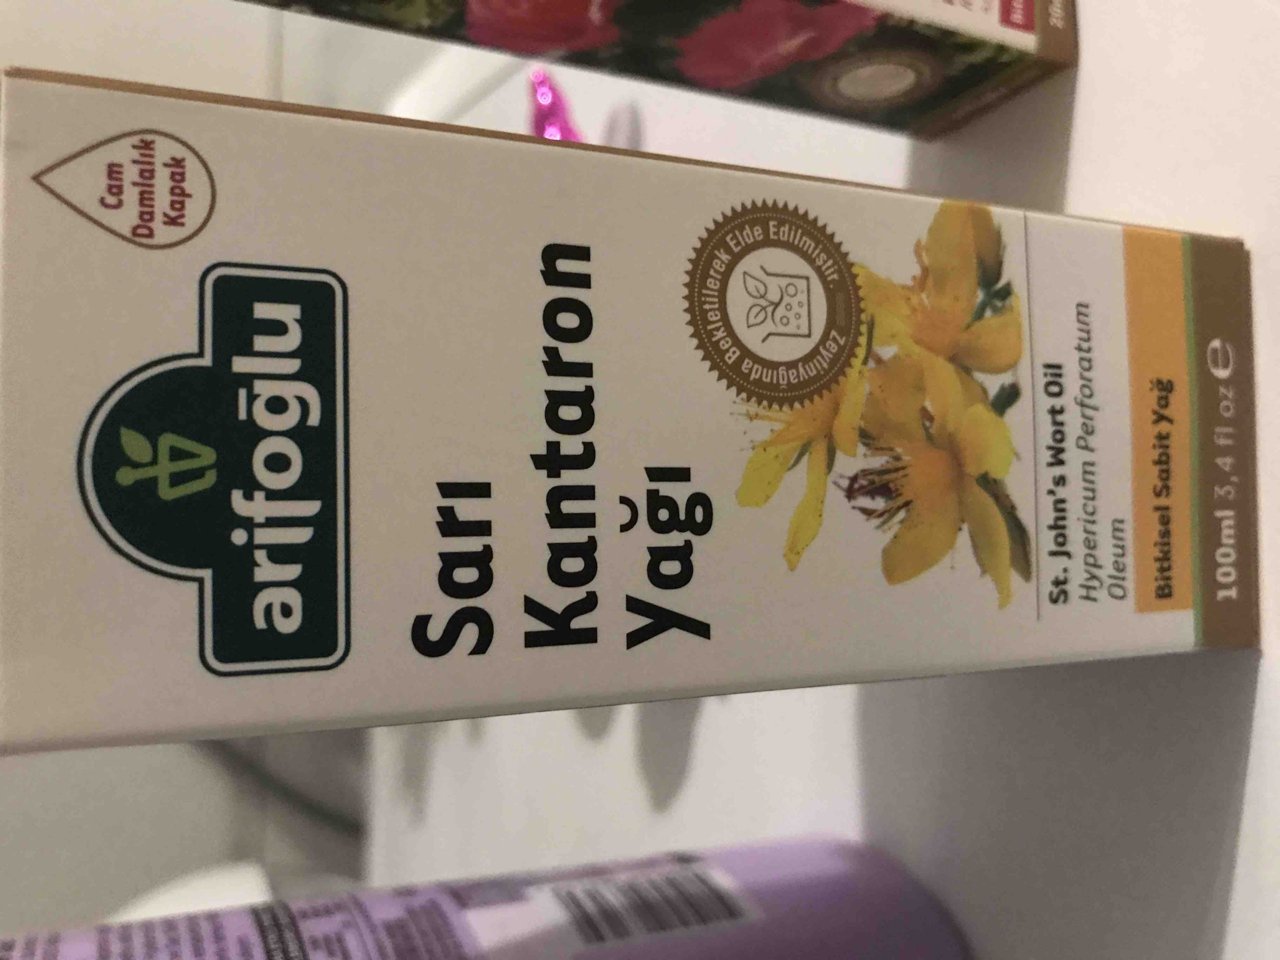 Cam
Damlalık
Kapak
arifoğlu
Sarı
Kantaron
Yağı
Zeytinyağında Bekletilerek Elde Edilmiştir.
St. John's Wort Oil
Hypericum Perforatum
Oleum
Bitkisel Sabit Yağ
100ml 3,4 fl oz ℮